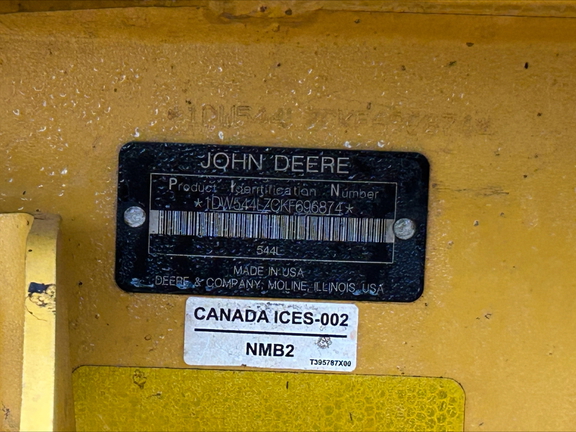 *1DW544LZCKF696874*
JOHN DEERE
Product Identification Number
*1DW544LZCKF696874*
544L
MADE IN USA
DEERE & COMPANY, MOLINE, ILLINOIS, USA
CANADA ICES-002
NMB2
T395787X00